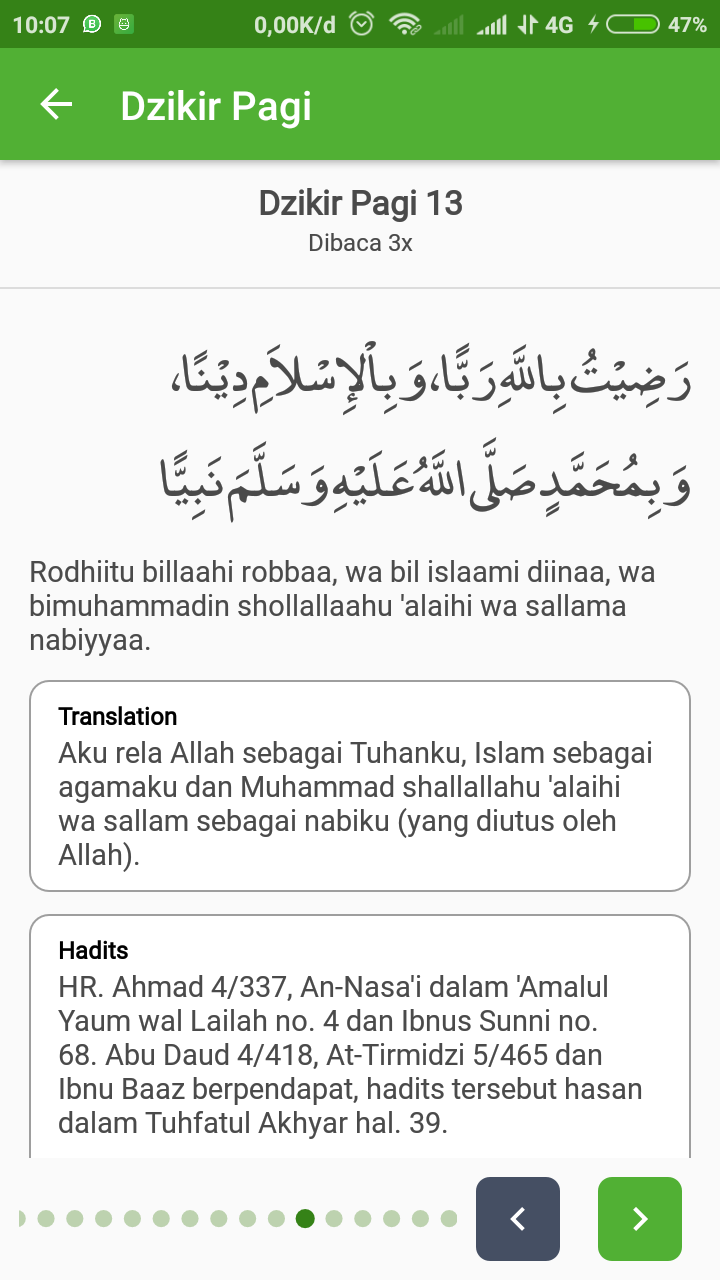 10:07 0,00K/d 4G 47%
Dzikir Pagi
Dzikir Pagi 13
Dibaca 3x
رَضِيْتُ بِاللَّهِ رَبًّا، وَ بِاْلإِسْلاَمِ دِيْنًا،
وَ بِمُحَمَّدٍ صَلَّى اللَّهُ عَلَيْهِ وَ سَلَّمَ نَبِيًّا
Rodhiitu billaahi robbaa, wa bil islaami diinaa, wa
bimuhammadin shollallaahu 'alaihi wa sallama
nabiyyaa.
Translation
Aku rela Allah sebagai Tuhanku, Islam sebagai
agamaku dan Muhammad shallallahu 'alaihi
wa sallam sebagai nabiku (yang diutus oleh
Allah).
Hadits
HR. Ahmad 4/337, An-Nasa'i dalam 'Amalul
Yaum wal Lailah no. 4 dan Ibnus Sunni no.
68. Abu Daud 4/418, At-Tirmidzi 5/465 dan
Ibnu Baaz berpendapat, hadits tersebut hasan
dalam Tuhfatul Akhyar hal. 39.